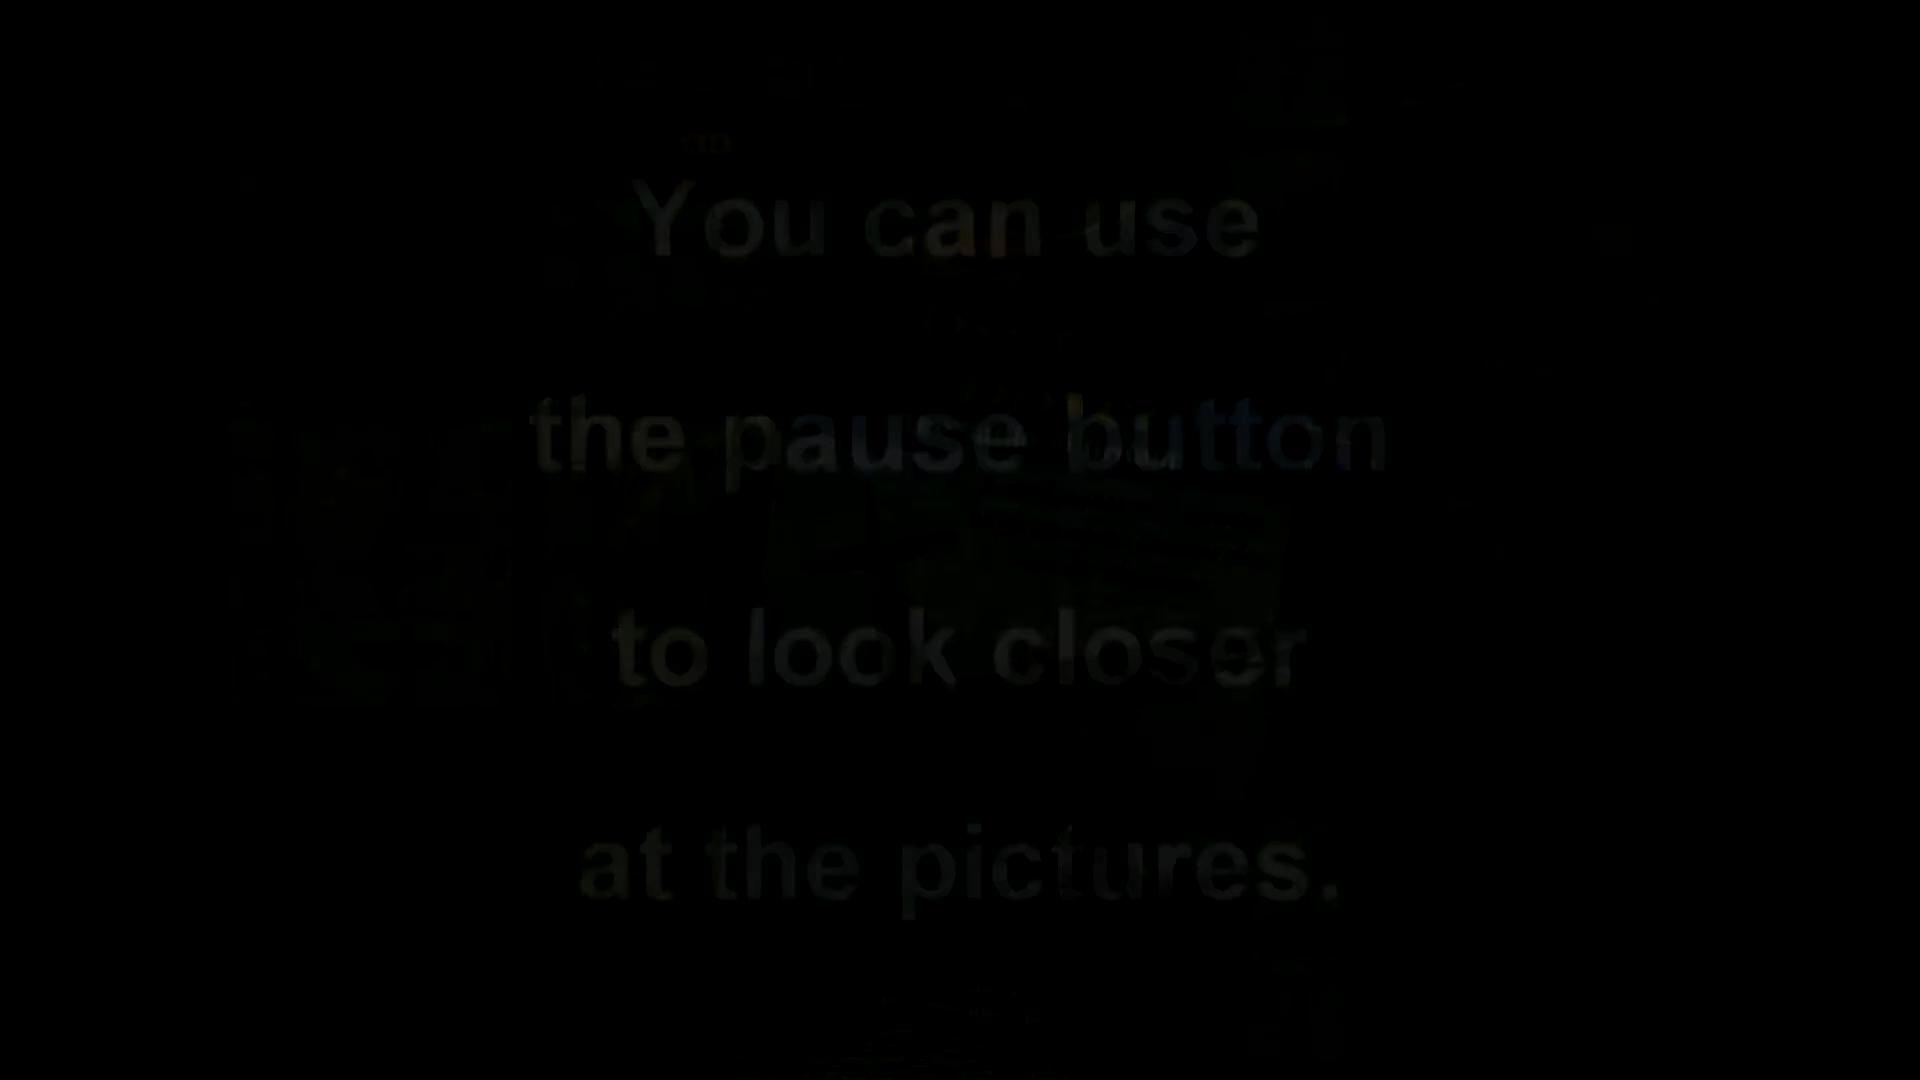 You can use
the pause button
to look closer
at the pictures.